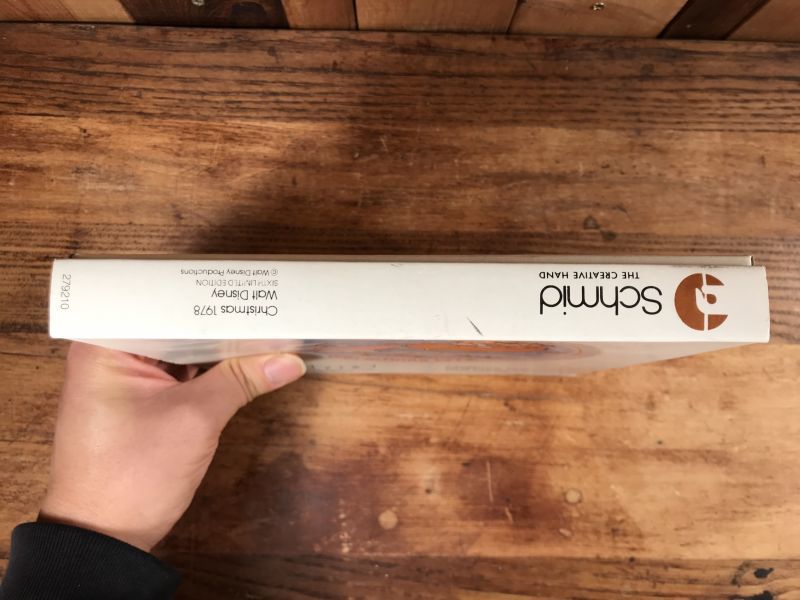 Schmid
THE CREATIVE HAND
Christmas 1978
Walt Disney
SIXTH LIMITED EDITION
© Walt Disney Productions
279210